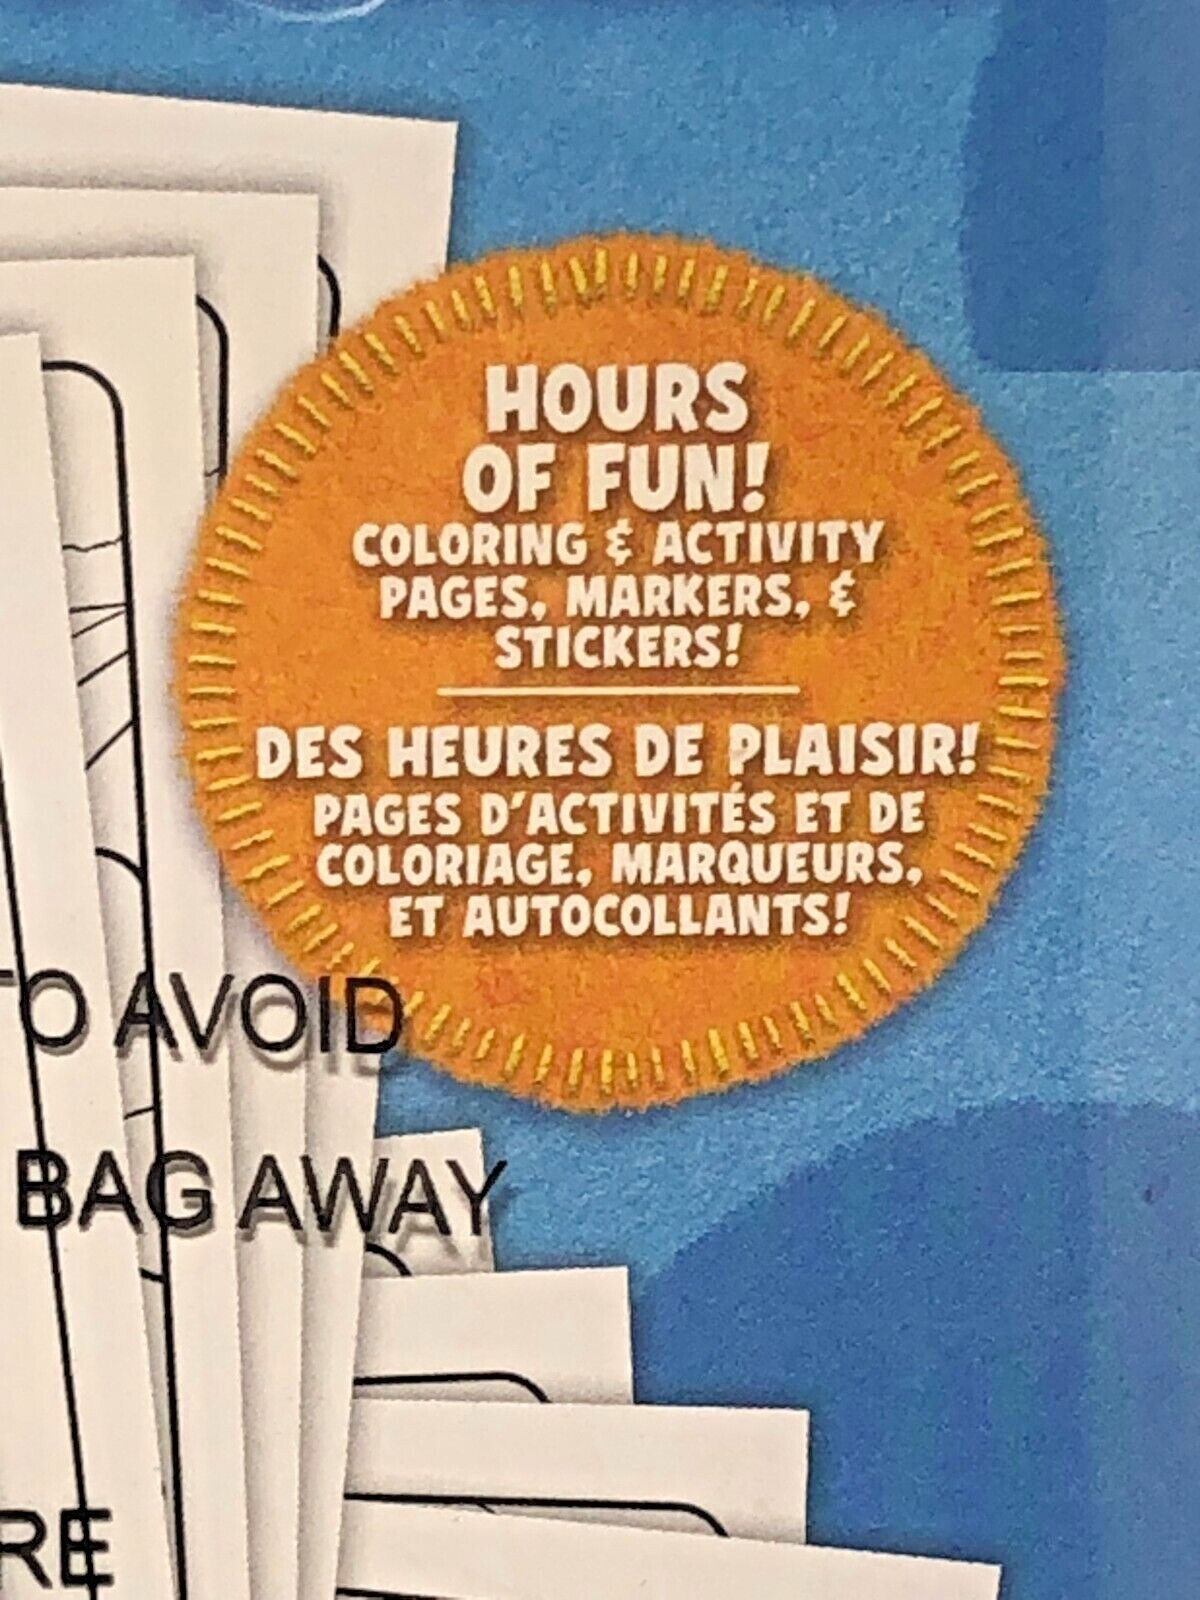 HOURS
OF FUN!
COLORING & ACTIVITY
PAGES, MARKERS, &
STICKERS!
DES HEURES DE PLAISIR!
PAGES D'ACTIVITÉS ET DE
COLORIAGE, MARQUEURS,
ET AUTOCOLLANTS!
TO AVOID
BAG AWAY
RE